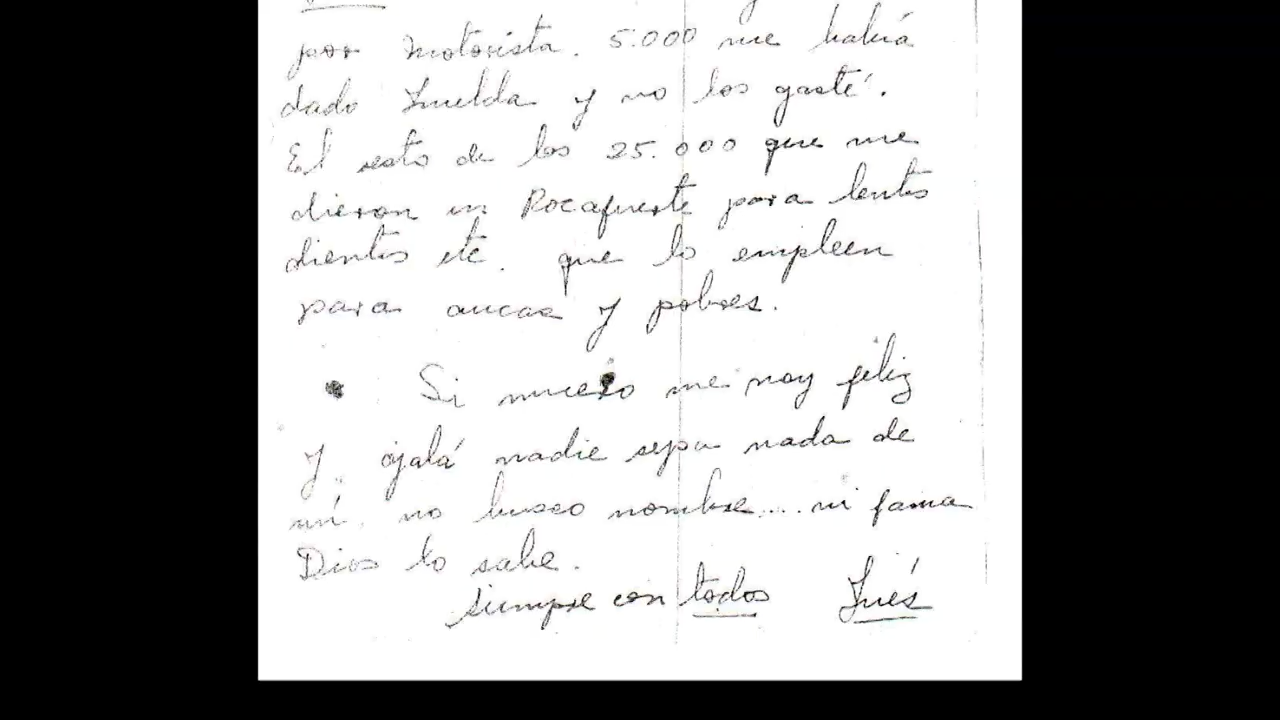 por motorista. 5.000 me había
dado Imelda y no los gasté.
El resto de los 25.000 que me
dieron en Rocafuerte para lentes
dientes etc. que lo empleen
para aucas y pobres.
Si muero me voy feliz
y ojalá nadie sepa nada de
mí, no busco nombre.... ni fama
Dios lo sabe.
siempre con todos Inés